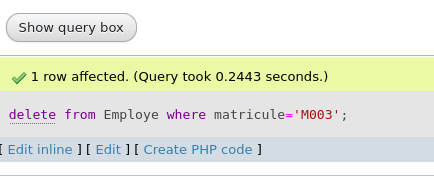 Show query box
1 row affected. (Query took 0.2443 seconds.)
delete from Employe where matricule='M003';
[ Edit inline ] [ Edit ] [ Create PHP code ]